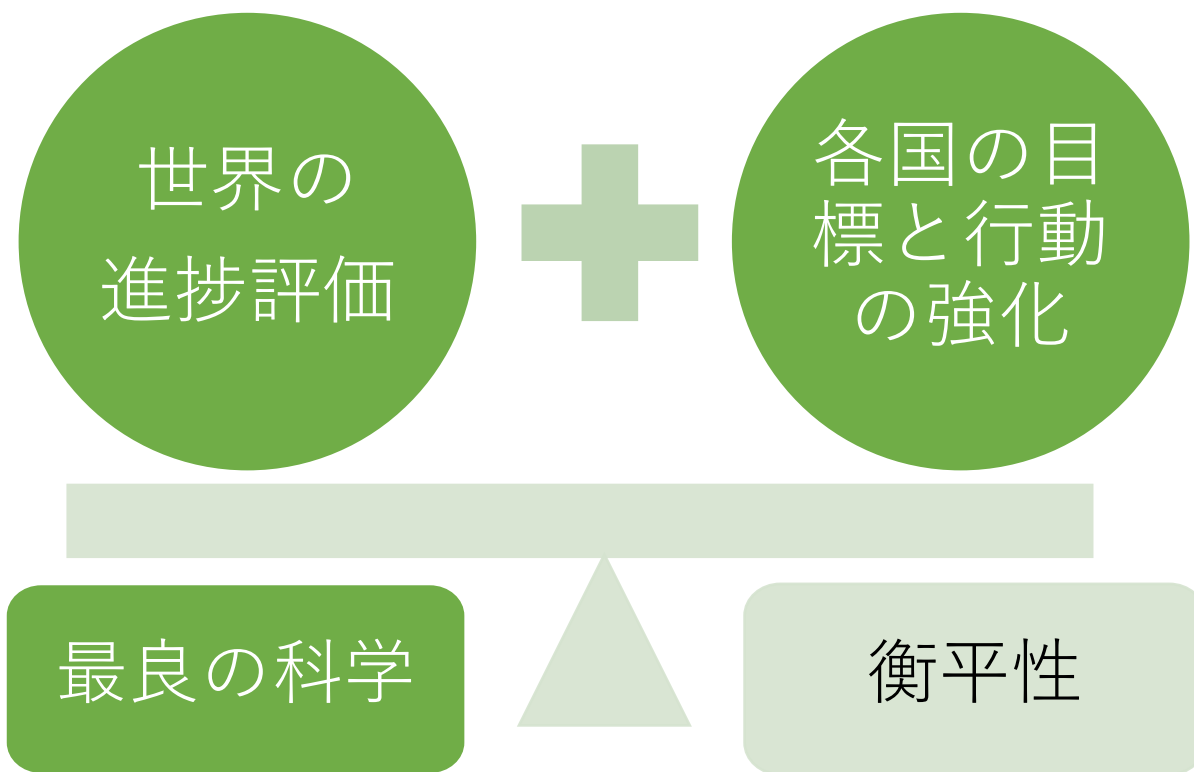 世界の
進捗評価
各国の目
標と行動
の強化
最良の科学
衡平性